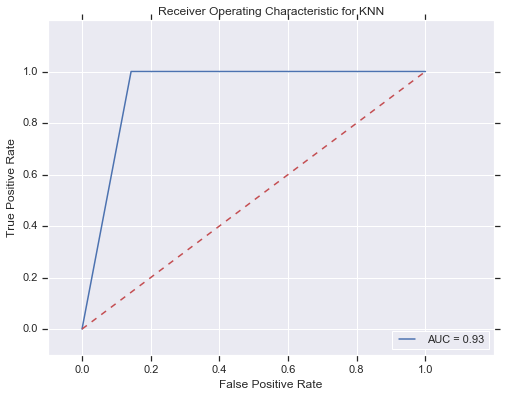 Receiver Operating Characteristic for KNN
True Positive Rate
1.0
0.8
0.6
0.4
0.2
0.0
AUC = 0.93
0.0 0.2 0.4 0.6 0.8 1.0
False Positive Rate